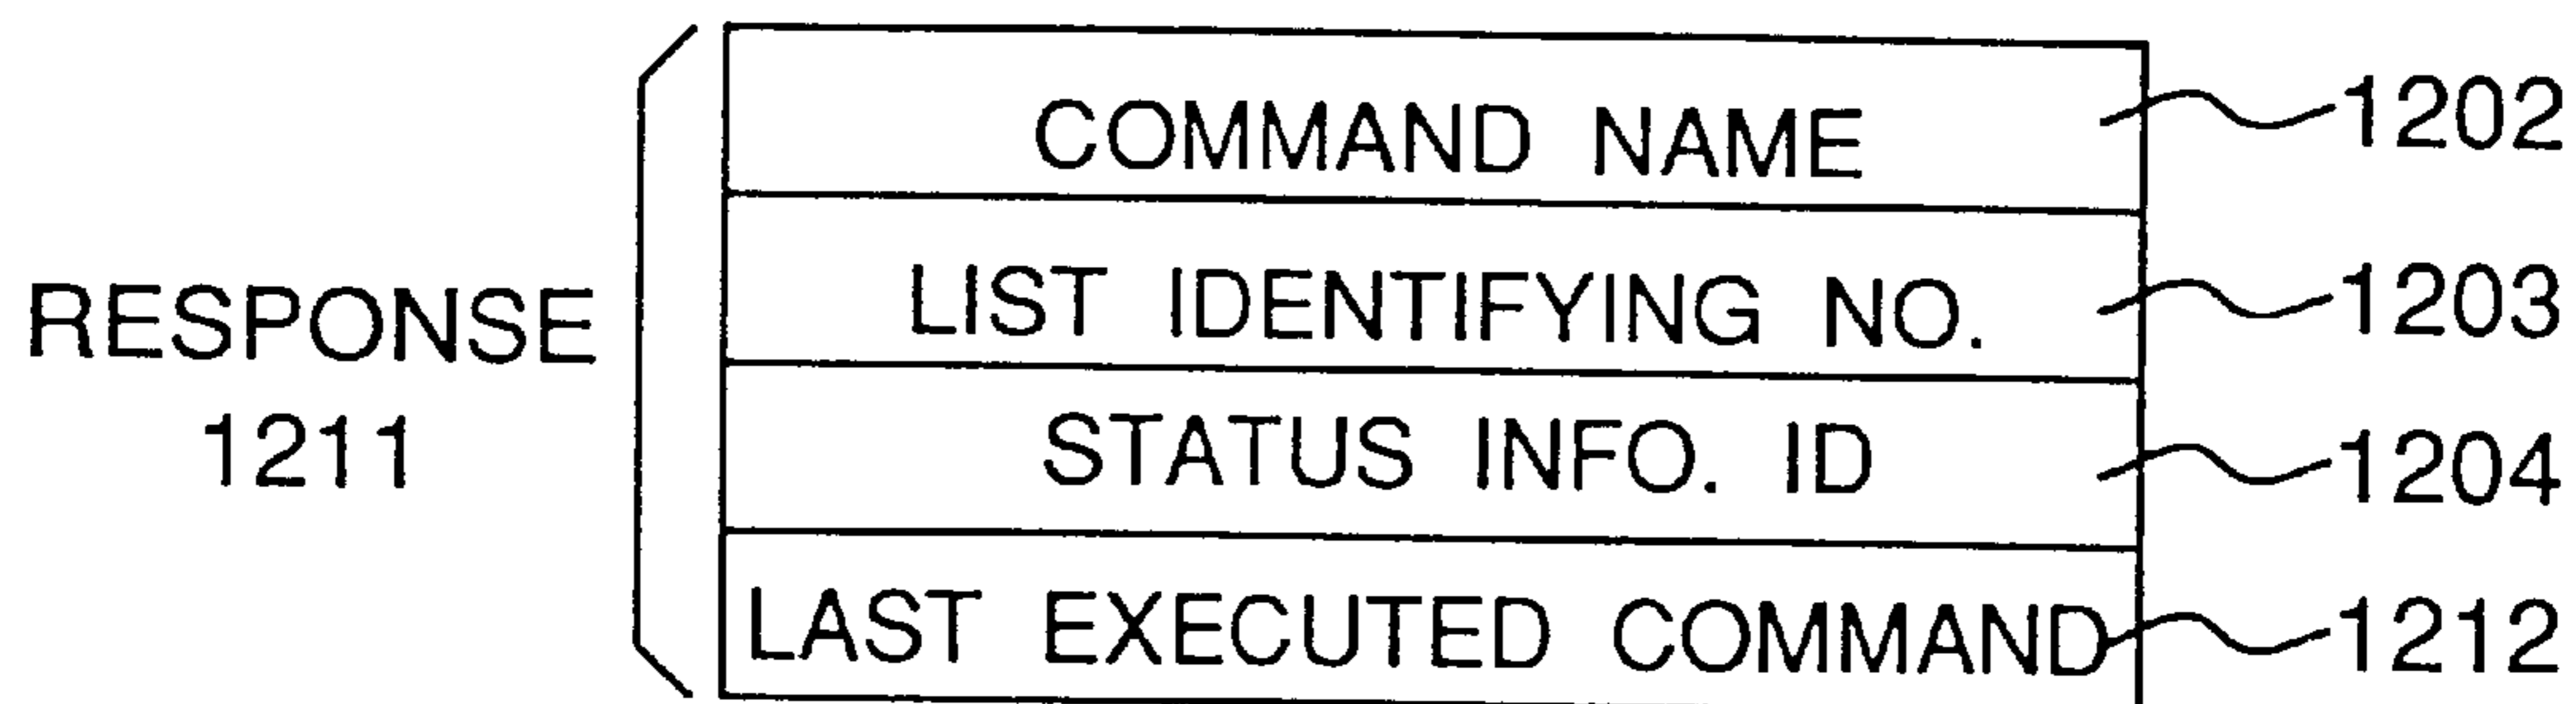 COMMAND NAME 1202
LIST IDENTIFYING NO. 1203
RESPONSE
1211
STATUS INFO. ID 1204
LAST EXECUTED COMMAND 1212